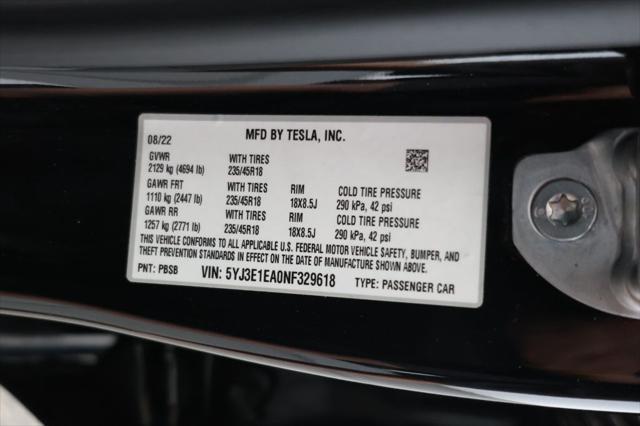 08/22 MFD BY TESLA, INC.
GVWR WITH TIRES
2129 kg (4694 lb) 235/45R18
GAWR FRT WITH TIRES RIM COLD TIRE PRESSURE
1110 kg (2447 lb) 235/45R18 18X8.5J 290 kPa, 42 psi
GAWR RR WITH TIRES RIM COLD TIRE PRESSURE
1257 kg (2771 lb) 235/45R18 18X8.5J 290 kPa, 42 psi
THIS VEHICLE CONFORMS TO ALL APPLICABLE U.S. FEDERAL MOTOR VEHICLE SAFETY, BUMPER, AND
THEFT PREVENTION STANDARDS IN EFFECT ON THE DATE OF MANUFACTURE SHOWN ABOVE.
PNT: PBSB VIN: 5YJ3E1EA0NF329618 TYPE: PASSENGER CAR